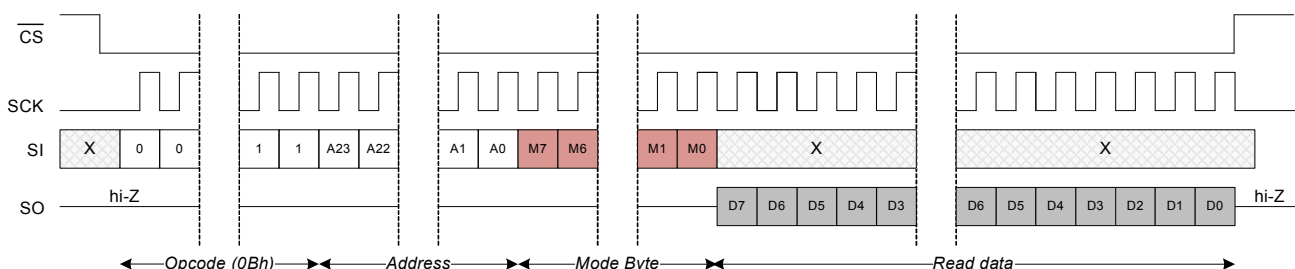 CS
SCK
SI X 0 0 1 1 A23 A22 A1 A0 M7 M6 M1 M0 X X
hi-Z hi-Z
SO D7 D6 D5 D4 D3 D6 D5 D4 D3 D2 D1 D0
Opcode (0Bh) Address Mode Byte Read data